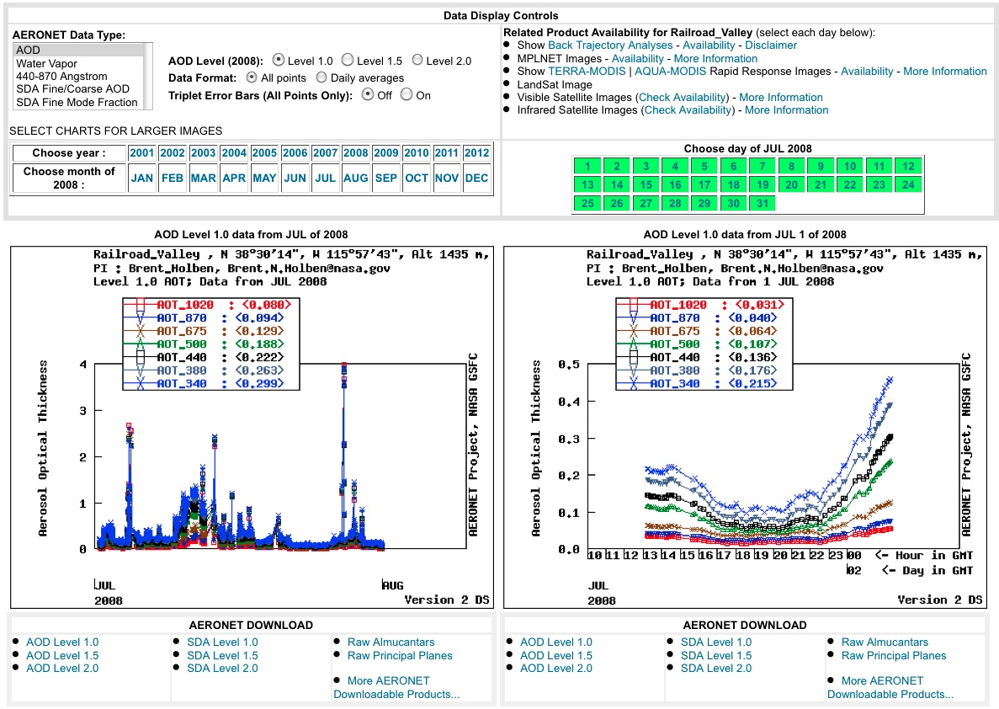 Data Display Controls
AERONET Data Type:
AOD
Water Vapor
440-870 Angstrom
SDA Fine/Coarse AOD
SDA Fine Mode Fraction
AOD Level (2008): Level 1.0 Level 1.5 Level 2.0
Data Format: All points Daily averages
Triplet Error Bars (All Points Only): Off On
SELECT CHARTS FOR LARGER IMAGES
Choose year : 2001 2002 2003 2004 2005 2006 2007 2008 2009 2010 2011 2012
Choose month of 2008 : JAN FEB MAR APR MAY JUN JUL AUG SEP OCT NOV DEC
Related Product Availability for Railroad_Valley (select each day below):
Show Back Trajectory Analyses - Availability - Disclaimer
MPLNET Images - Availability - More Information
Show TERRA-MODIS | AQUA-MODIS Rapid Response Images - Availability - More Information
LandSat Image
Visible Satellite Images (Check Availability) - More Information
Infrared Satellite Images (Check Availability) - More Information
Choose day of JUL 2008
1 2 3 4 5 6 7 8 9 10 11 12
13 14 15 16 17 18 19 20 21 22 23 24
25 26 27 28 29 30 31
AOD Level 1.0 data from JUL of 2008
Railroad_Valley , N 38°30'14", W 115°57'43", Alt 1435 m,
PI : Brent_Holben, Brent.N.Holben@nasa.gov
Level 1.0 AOT; Data from JUL 2008
AOT_1020 : <0.080>
AOT_870 : <0.094>
AOT_675 : <0.129>
AOT_500 : <0.188>
AOT_440 : <0.222>
AOT_380 : <0.263>
AOT_340 : <0.299>
Aerosol Optical Thickness
4
3
2
1
0
AERONET Project, NASA GSFC
JUL AUG
2008 Version 2 DS
AOD Level 1.0 data from JUL 1 of 2008
Railroad_Valley , N 38°30'14", W 115°57'43", Alt 1435 m,
PI : Brent_Holben, Brent.N.Holben@nasa.gov
Level 1.0 AOT; Data from 1 JUL 2008
AOT_1020 : <0.031>
AOT_870 : <0.040>
AOT_675 : <0.064>
AOT_500 : <0.107>
AOT_440 : <0.136>
AOT_380 : <0.176>
AOT_340 : <0.215>
Aerosol Optical Thickness
0.5
0.4
0.3
0.2
0.1
0.0
AERONET Project, NASA GSFC
10 11 12 13 14 15 16 17 18 19 20 21 22 23 00 <- Hour in GMT
02 <- Day in GMT
JUL
2008 Version 2 DS
AERONET DOWNLOAD
AOD Level 1.0 SDA Level 1.0 Raw Almucantars
AOD Level 1.5 SDA Level 1.5 Raw Principal Planes
AOD Level 2.0 SDA Level 2.0
More AERONET
Downloadable Products...
AERONET DOWNLOAD
AOD Level 1.0 SDA Level 1.0 Raw Almucantars
AOD Level 1.5 SDA Level 1.5 Raw Principal Planes
AOD Level 2.0 SDA Level 2.0
More AERONET
Downloadable Products...